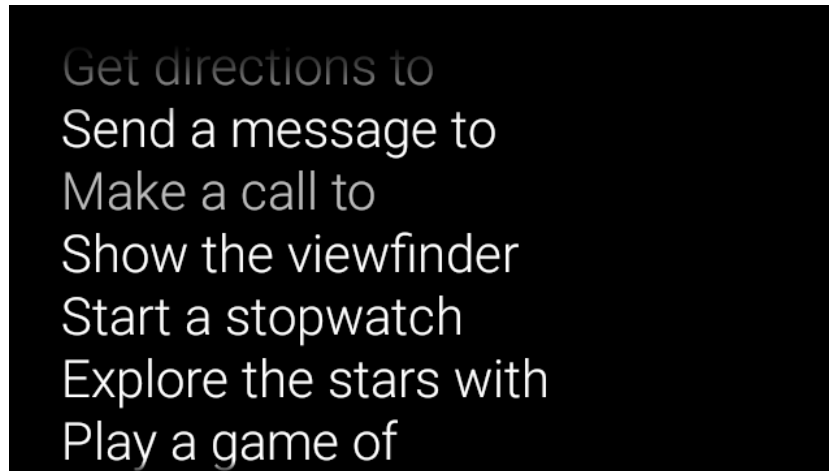 Get directions to
Send a message to
Make a call to
Show the viewfinder
Start a stopwatch
Explore the stars with
Play a game of